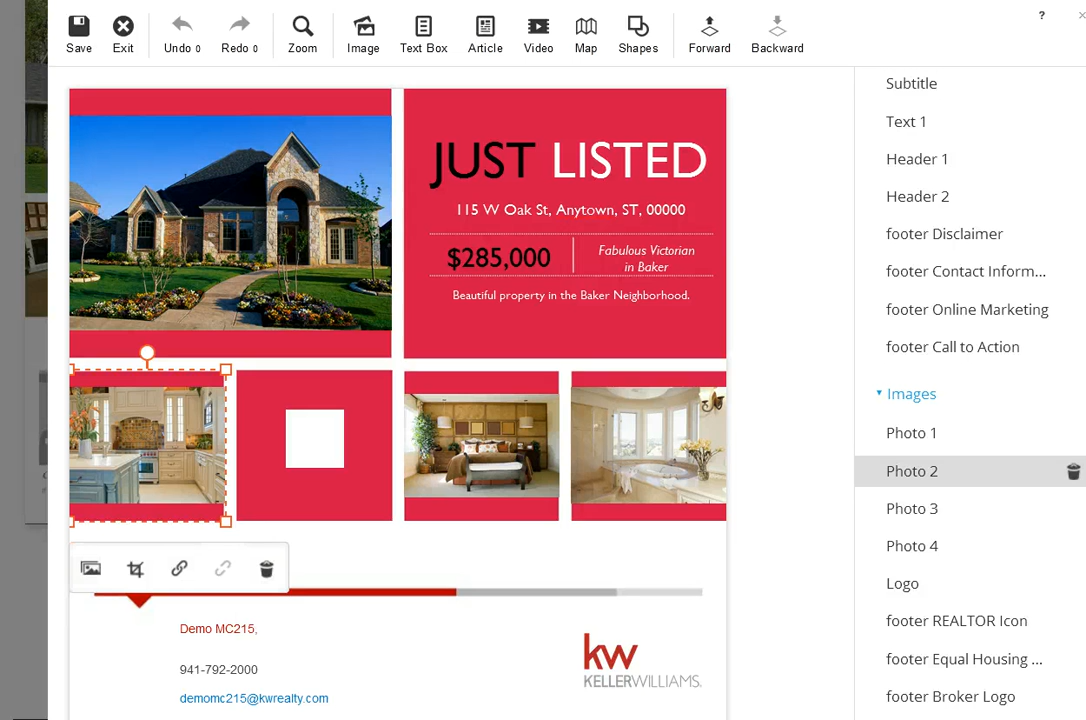 Save
Exit
Undo 0
Redo 0
Zoom
Image
Text Box
Article
Video
Map
Shapes
Forward
Backward
?
×
JUST LISTED
115 W Oak St, Anytown, ST, 00000
$285,000
Fabulous Victorian
in Baker
Beautiful property in the Baker Neighborhood.
Demo MC215,
941-792-2000
demomc215@kwrealty.com
kw
KELLERWILLIAMS.
Subtitle
Text 1
Header 1
Header 2
footer Disclaimer
footer Contact Inform...
footer Online Marketing
footer Call to Action
Images
Photo 1
Photo 2
Photo 3
Photo 4
Logo
footer REALTOR Icon
footer Equal Housing ...
footer Broker Logo